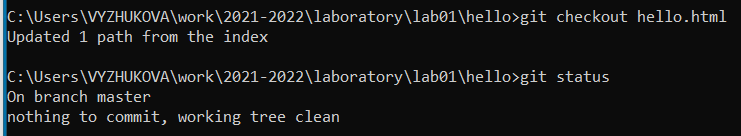 C:\Users\VYZHUKOVA\work\2021-2022\laboratory\lab01\hello>git checkout hello.html
Updated 1 path from the index
C:\Users\VYZHUKOVA\work\2021-2022\laboratory\lab01\hello>git status
On branch master
nothing to commit, working tree clean